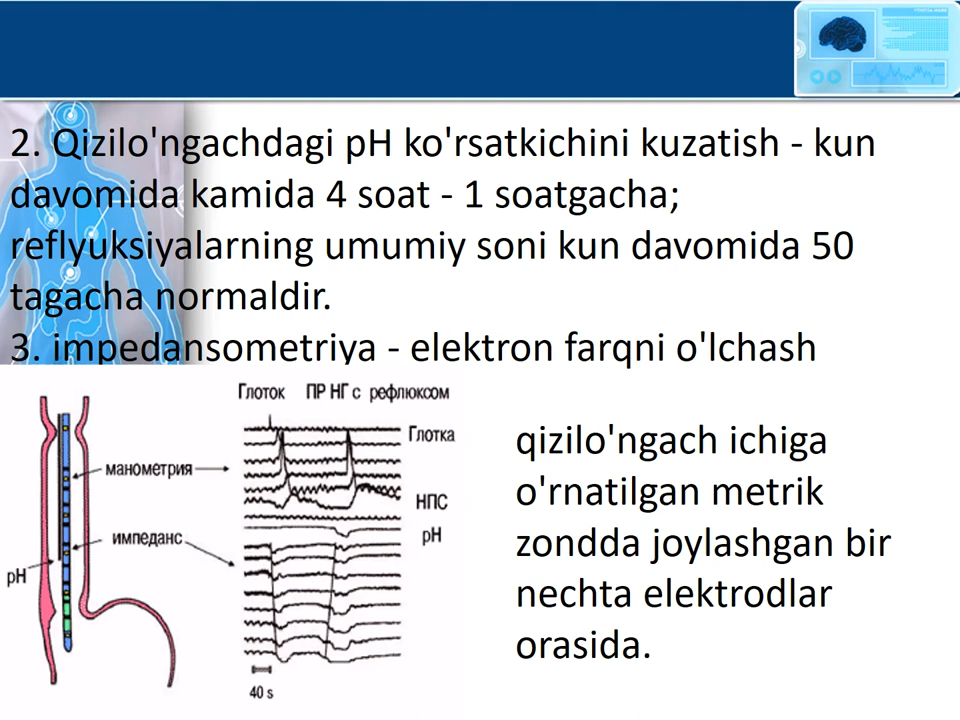 2. Qizilo'ngachdagi pH ko'rsatkichini kuzatish - kun
davomida kamida 4 soat - 1 soatgacha;
reflyuksiyalarning umumiy soni kun davomida 50
tagacha normaldir.
3. impedansometriya - elektron farqni o'lchash
Глоток ПР НГ с рефлюксом
Глотка
манометрия
НПС
pH
импеданс
pH
40 s
qizilo'ngach ichiga
o'rnatilgan metrik
zondda joylashgan bir
nechta elektrodlar
orasida.